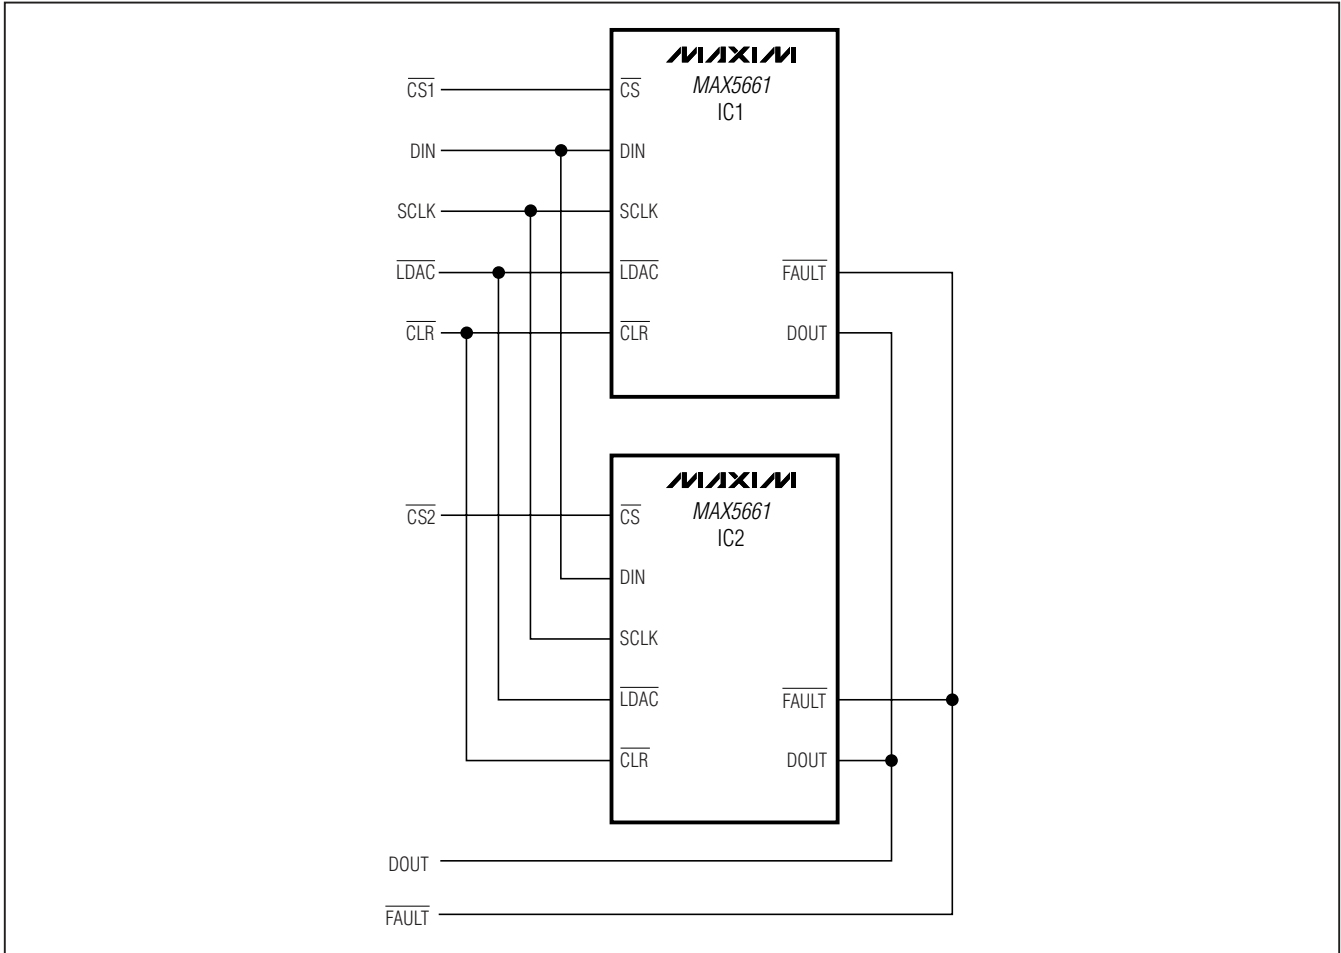 MAXIM
MAX5661
IC1
CS1
CS
DIN
DIN
SCLK
SCLK
LDAC
LDAC
FAULT
CLR
CLR
DOUT
MAXIM
MAX5661
IC2
CS2
CS
DIN
SCLK
LDAC
FAULT
CLR
DOUT
DOUT
FAULT